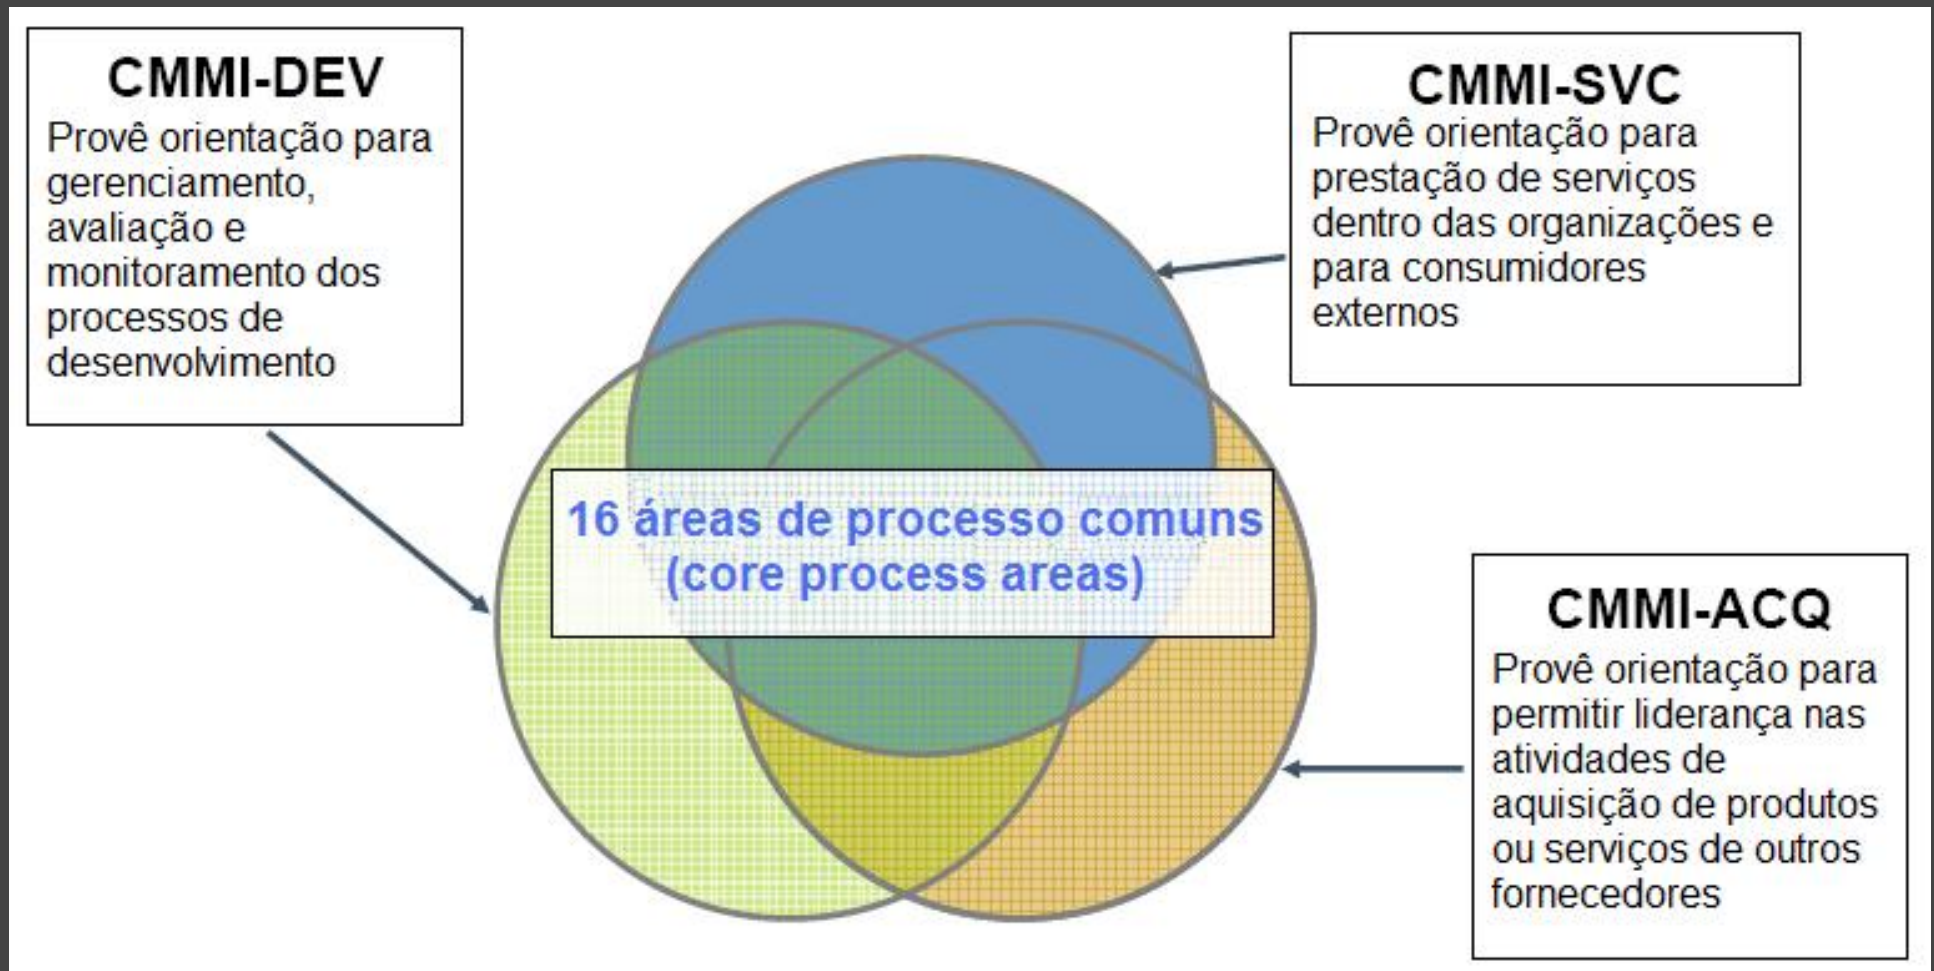 CMMI-DEV
Provê orientação para
gerenciamento,
avaliação e
monitoramento dos
processos de
desenvolvimento
CMMI-SVC
Provê orientação para
prestação de serviços
dentro das organizações e
para consumidores
externos
16 áreas de processo comuns
(core process areas)
CMMI-ACQ
Provê orientação para
permitir liderança nas
atividades de
aquisição de produtos
ou serviços de outros
fornecedores